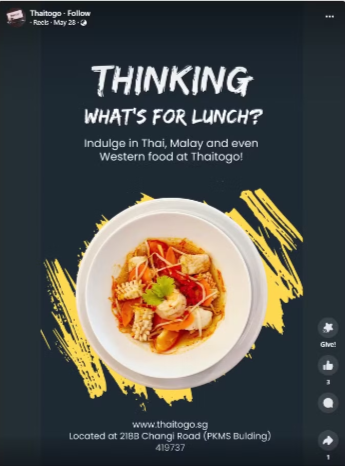 Thaitogo · Follow
· Reels · May 28 ·
THINKING
WHAT'S FOR LUNCH?
Indulge in Thai, Malay and even
Western food at Thaitogo!
Give!
3
1
www.thaitogo.sg
Located at 218B Changi Road (PKMS Bulding)
419737